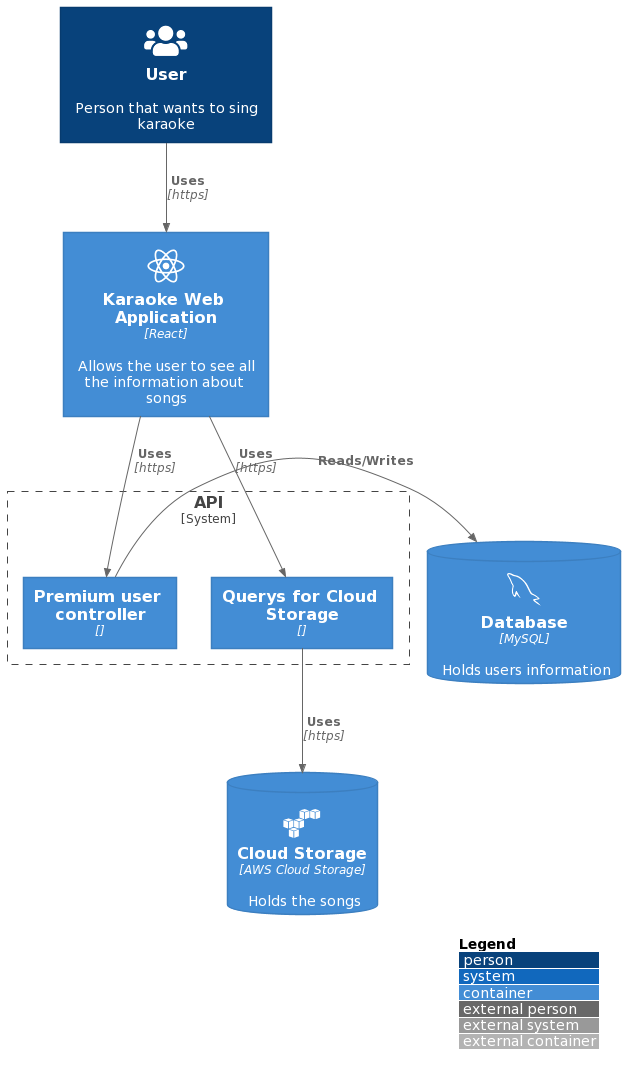 User
Person that wants to sing
karaoke
Uses
[https]
Karaoke Web
Application
[React]
Allows the user to see all
the information about
songs
Uses
[https]
Uses
[https]
Reads/Writes
API
[System]
Premium user
controller
[]
Querys for Cloud
Storage
[]
Database
[MySQL]
Holds users information
Uses
[https]
Cloud Storage
[AWS Cloud Storage]
Holds the songs
Legend
person
system
container
external person
external system
external container